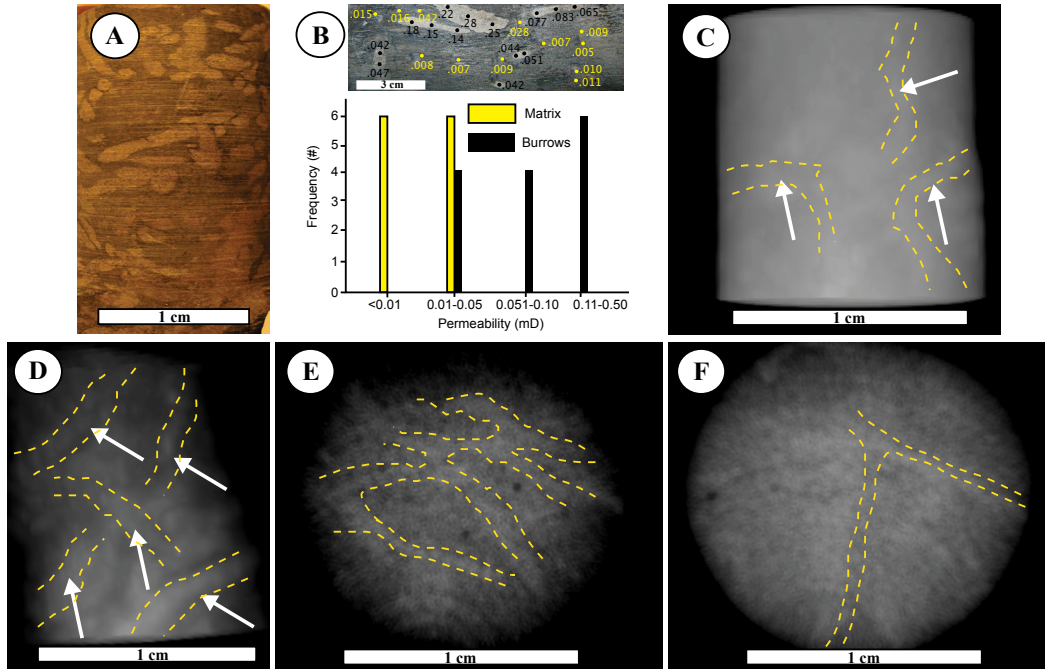 A
1 cm
B
.015 .016 .042 .22 .28 .25 .028 .077 .083 .065
.18 .15 .14 .009
.042 .044 .007 .005
.047 .008 .007 .009 .051 .010
.042 .011
3 cm
Matrix
Burrows
Frequency (#)
6
5
4
3
2
1
0
<0.01 0.01-0.05 0.051-0.10 0.11-0.50
Permeability (mD)
C
1 cm
D
1 cm
E
1 cm
F
1 cm